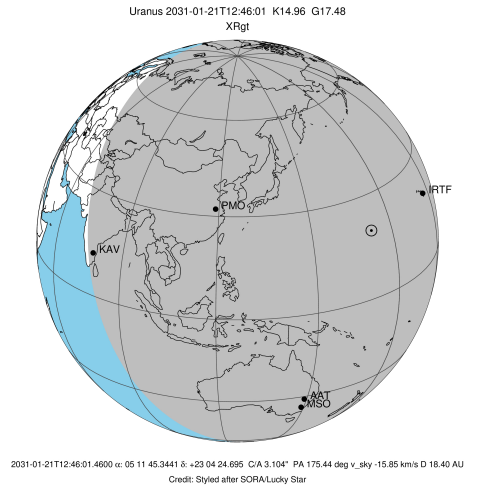 Uranus 2031-01-21T12:46:01 K14.96 G17.48
XRgt
IRTF
PMO
KAV
AAT
MSO
2031-01-21T12:46:01.4600 α: 05 11 45.3441 δ: +23 04 24.695 C/A 3.104" PA 175.44 deg v_sky -15.85 km/s D 18.40 AU
Credit: Styled after SORA/Lucky Star